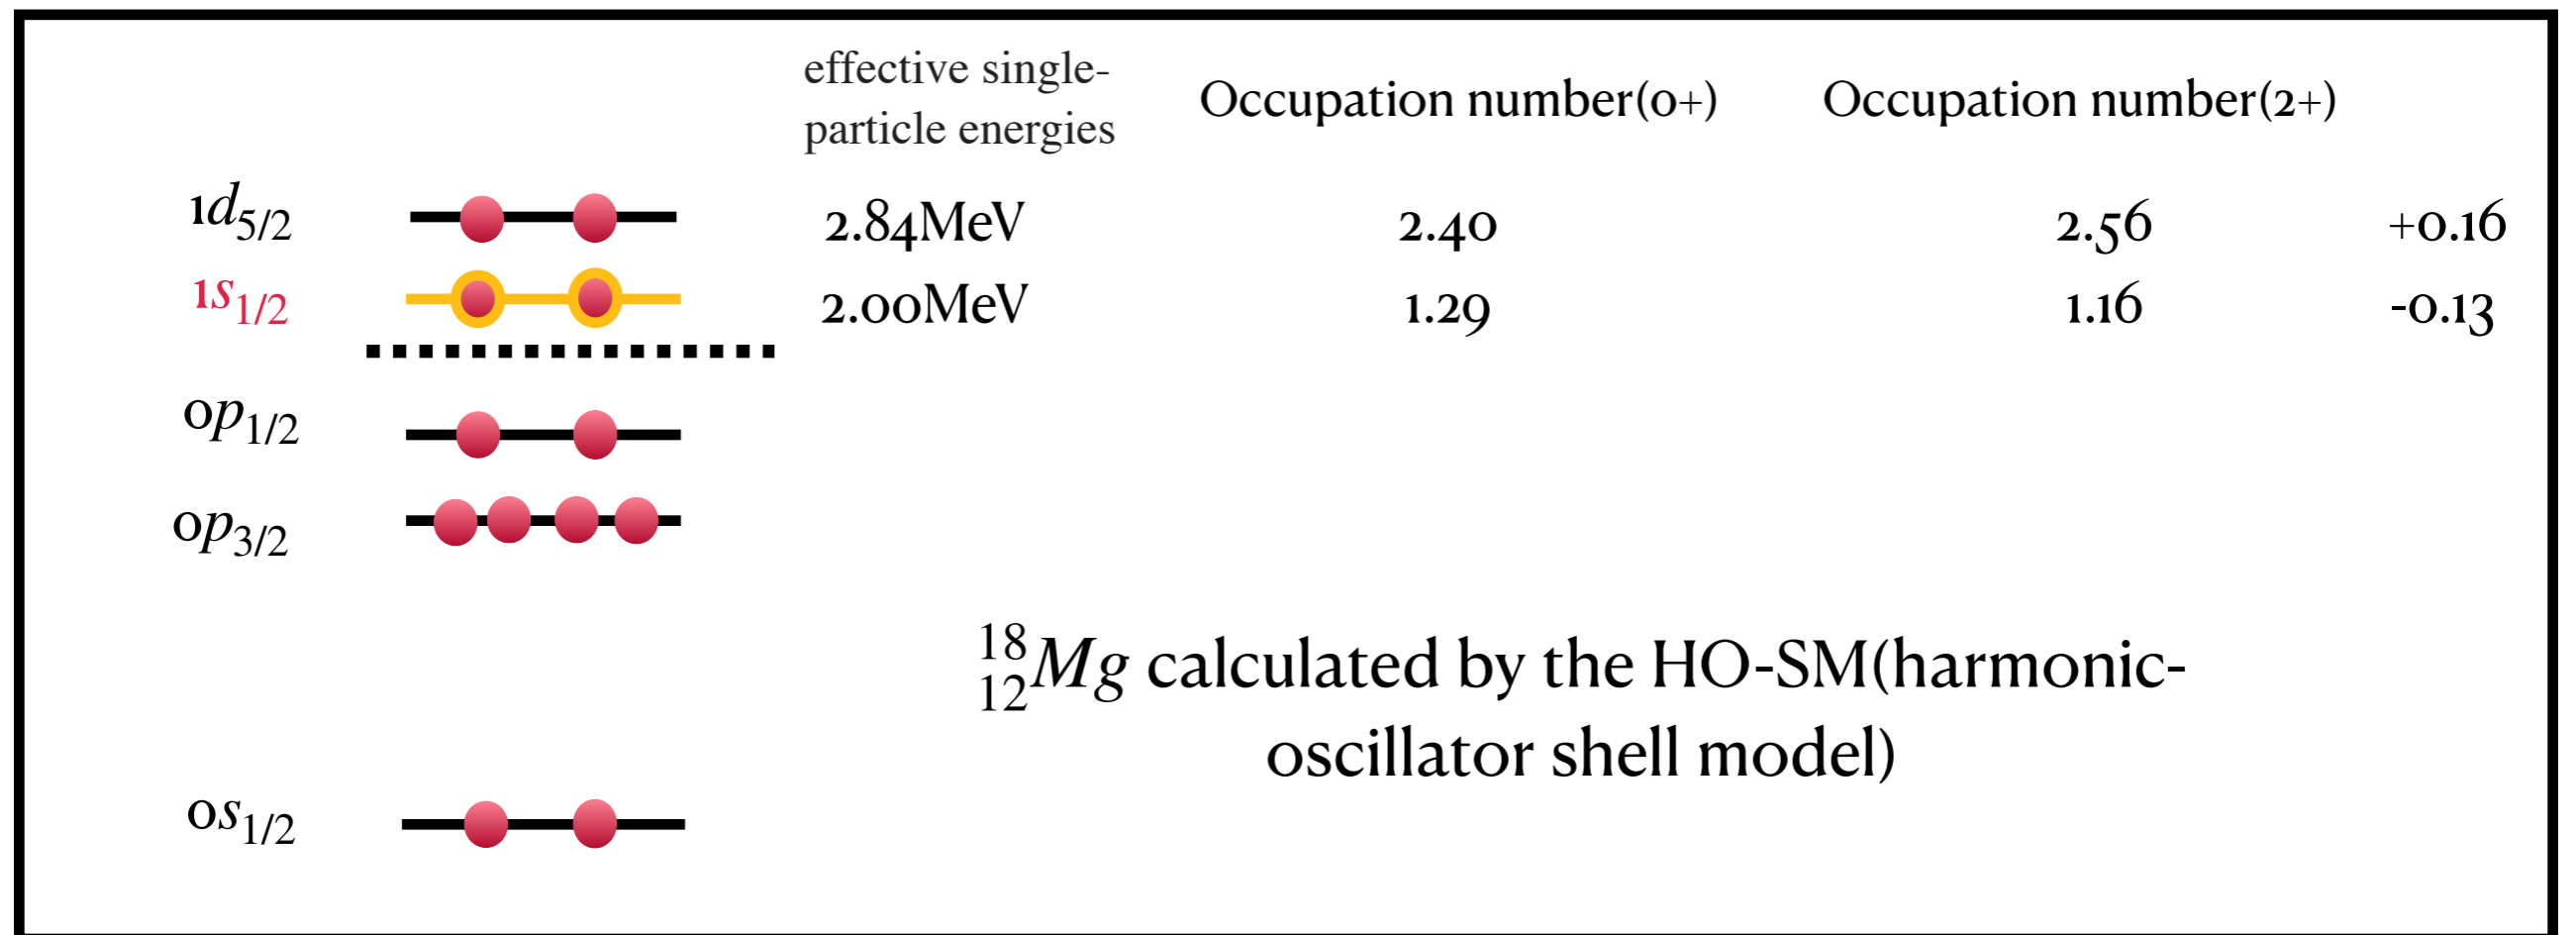 effective single-
particle energies
Occupation number(0+)
Occupation number(2+)
1d5/2 2.84MeV 2.40 2.56 +0.16
1s1/2 2.00MeV 1.29 1.16 -0.13
0p1/2
0p3/2
18
12Mg calculated by the HO-SM(harmonic-
oscillator shell model)
0s1/2